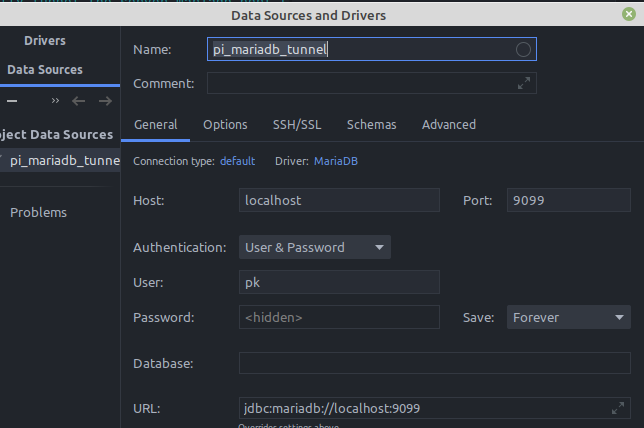 Data Sources and Drivers
Drivers
Data Sources
Project Data Sources
pi_mariadb_tunne
Problems
Name: pi_mariadb_tunnel
Comment:
General Options SSH/SSL Schemas Advanced
Connection type: default Driver: MariaDB
Host: localhost Port: 9099
Authentication: User & Password
User: pk
Password: <hidden> Save: Forever
Database:
URL: jdbc:mariadb://localhost:9099
Overrides settings above